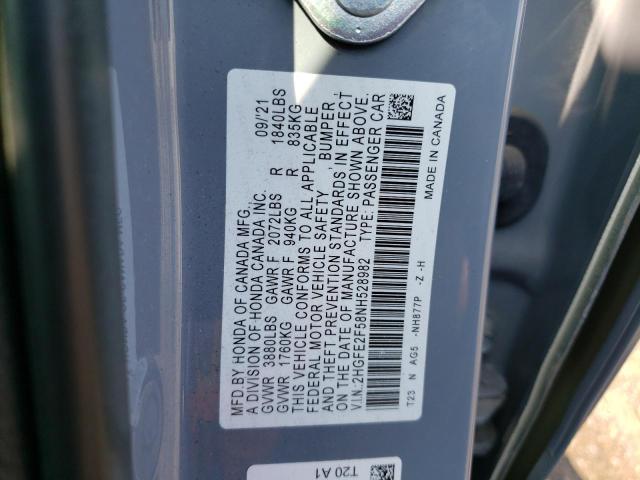 MFD.BY HONDA OF CANADA MFG. 09/'21
A DIVISION OF HONDA CANADA INC.
GVWR 3880LBS GAWR F 2072LBS R 1840LBS
GVWR 1760KG GAWR F 940KG R 835KG
THIS VEHICLE CONFORMS TO ALL APPLICABLE
FEDERAL MOTOR VEHICLE SAFETY BUMPER,
AND THEFT PREVENTION STANDARDS, IN EFFECT
ON THE DATE OF MANUFACTURE SHOWN ABOVE.
V.I.N.:2HGFE2F58NH528982 TYPE: PASSENGER CAR
T23 N AG5 -NH877P -Z -H
MADE IN CANADA
T20 A1